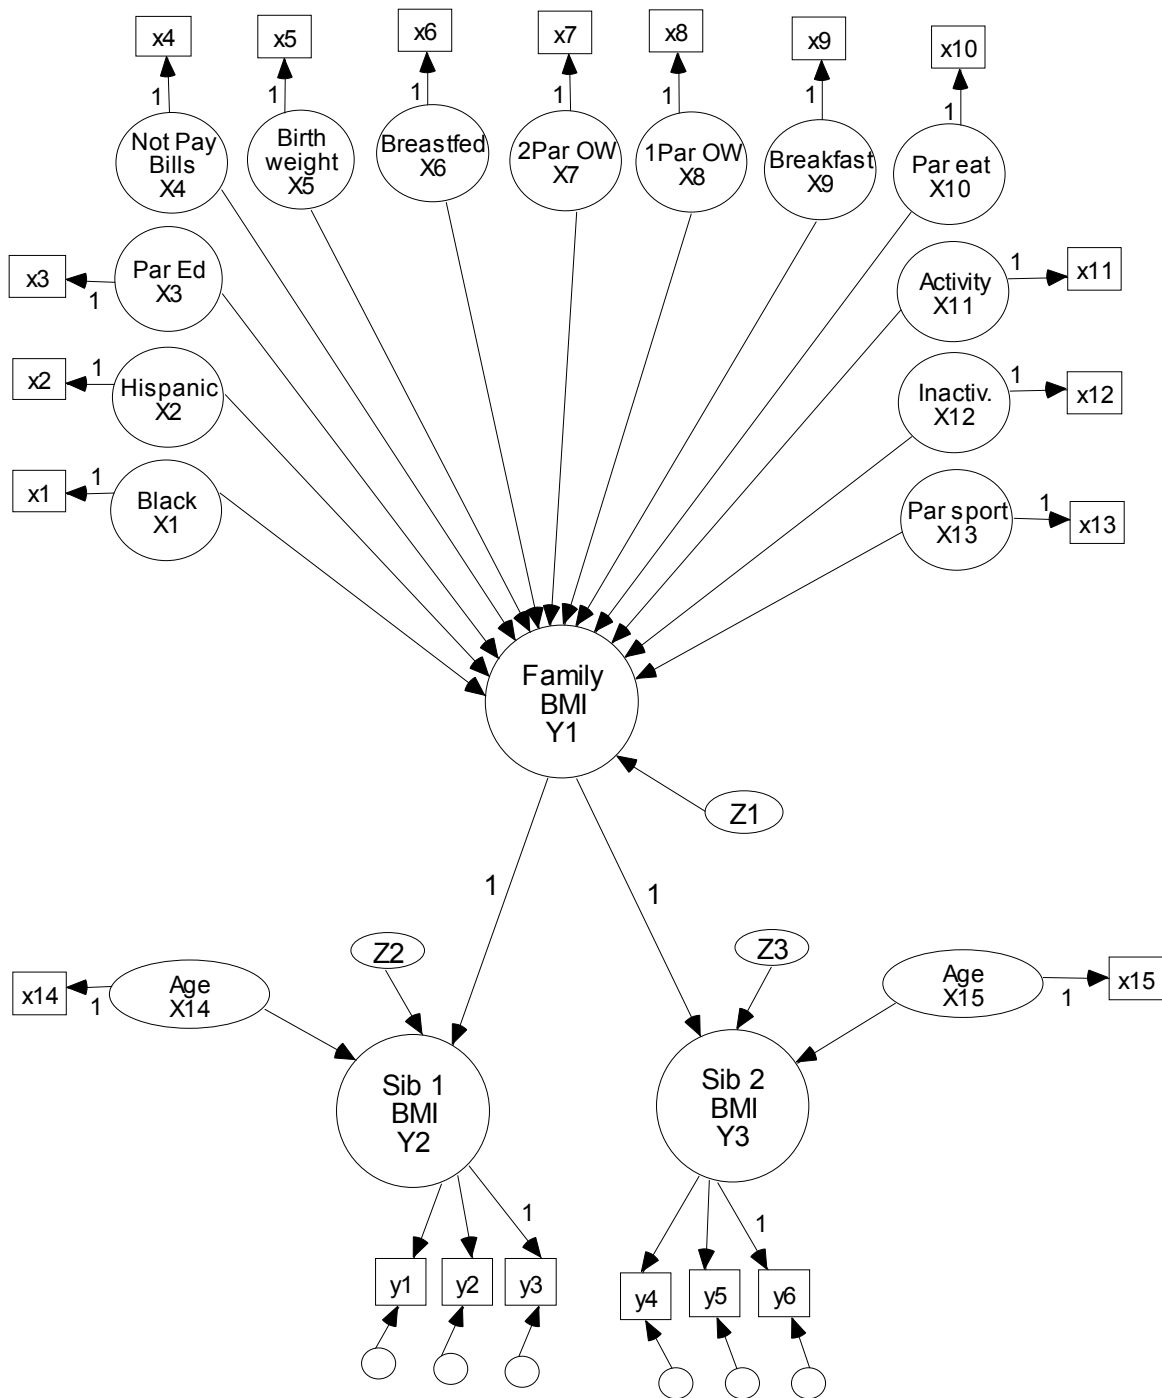 x4
x5
x6
x7
x8
x9
x10
1
1
1
1
1
1
1
Not Pay
Bills
X4
Birth
weight
X5
Breastfed
X6
2Par OW
X7
1Par OW
X8
Breakfast
X9
Par eat
X10
x3
1
Par Ed
X3
Activity
X11
1
x11
x2
1
Hispanic
X2
Inactiv.
X12
1
x12
x1
1
Black
X1
Par sport
X13
1
x13
Family
BMI
Y1
Z1
1
1
Z2
Z3
x14
1
Age
X14
Age
X15
1
x15
Sib 1
BMI
Y2
Sib 2
BMI
Y3
1
1
y1
y2
y3
y4
y5
y6